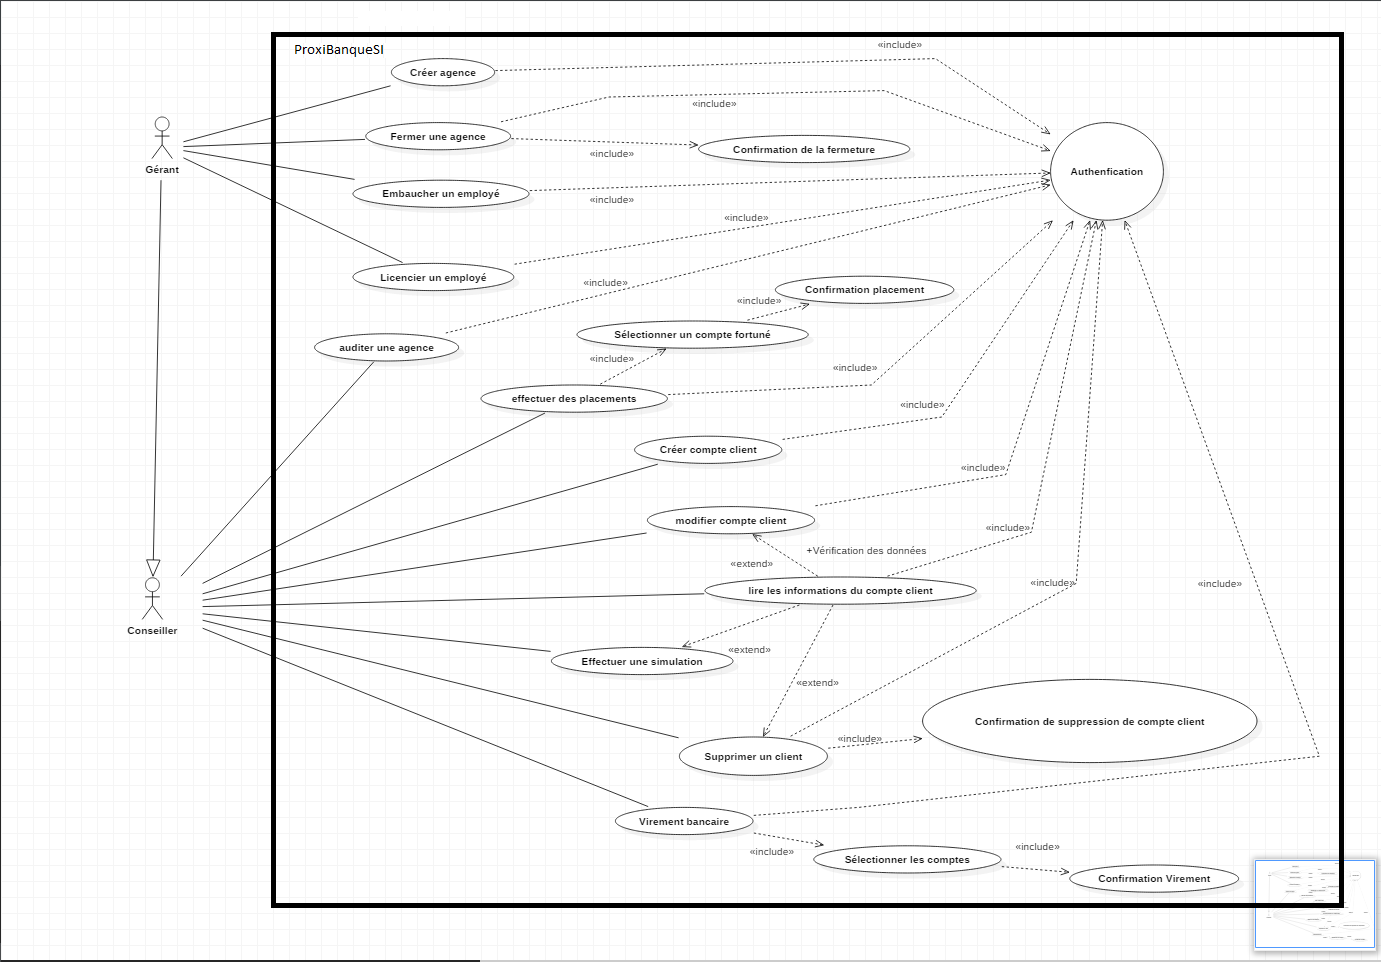 ProxiBanqueSI
«include»
Créer agence
«include»
Fermer une agence
«include»
Confirmation de la fermeture
Authenfication
Gérant
Embaucher un employé
«include»
«include»
Licencier un employé
«include»
Confirmation placement
«include»
Sélectionner un compte fortuné
auditer une agence
«include»
«include»
effectuer des placements
«include»
Créer compte client
«include»
modifier compte client
«include»
+Vérification des données
«extend»
«include»
lire les informations du compte client
«include»
«include»
Conseiller
«extend»
Effectuer une simulation
«extend»
Confirmation de suppression de compte client
«include»
Supprimer un client
Virement bancaire
«include»
«include»
Sélectionner les comptes
Confirmation Virement